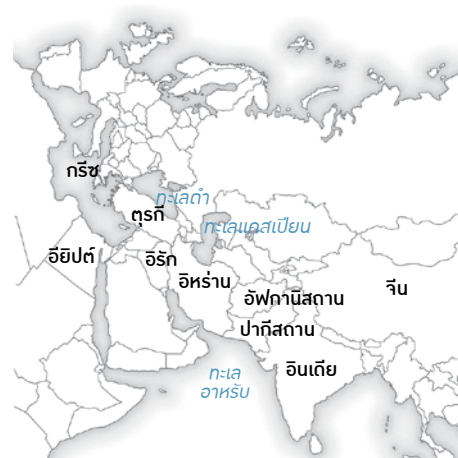 กรีซ
ทะเลดำ
ตุรกี
ทะเลแคสเปียน
อียิปต์
อิรัก
อิหร่าน
จีน
อัฟกานิสถาน
ปากีสถาน
อินเดีย
ทะเล
อาหรับ